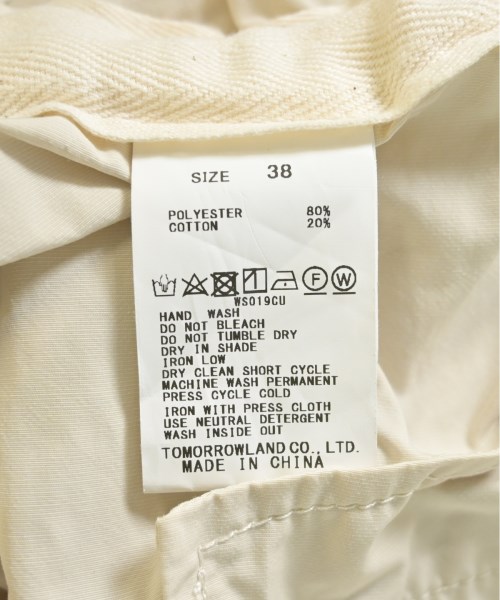 SIZE 38
POLYESTER 80%
COTTON 20%
F W
WS019CU
HAND WASH
DO NOT BLEACH
DO NOT TUMBLE DRY
DRY IN SHADE
IRON LOW
DRY CLEAN SHORT CYCLE
MACHINE WASH PERMANENT
PRESS CYCLE COLD
IRON WITH PRESS CLOTH
USE NEUTRAL DETERGENT
WASH INSIDE OUT
TOMORROWLAND CO., LTD.
MADE IN CHINA